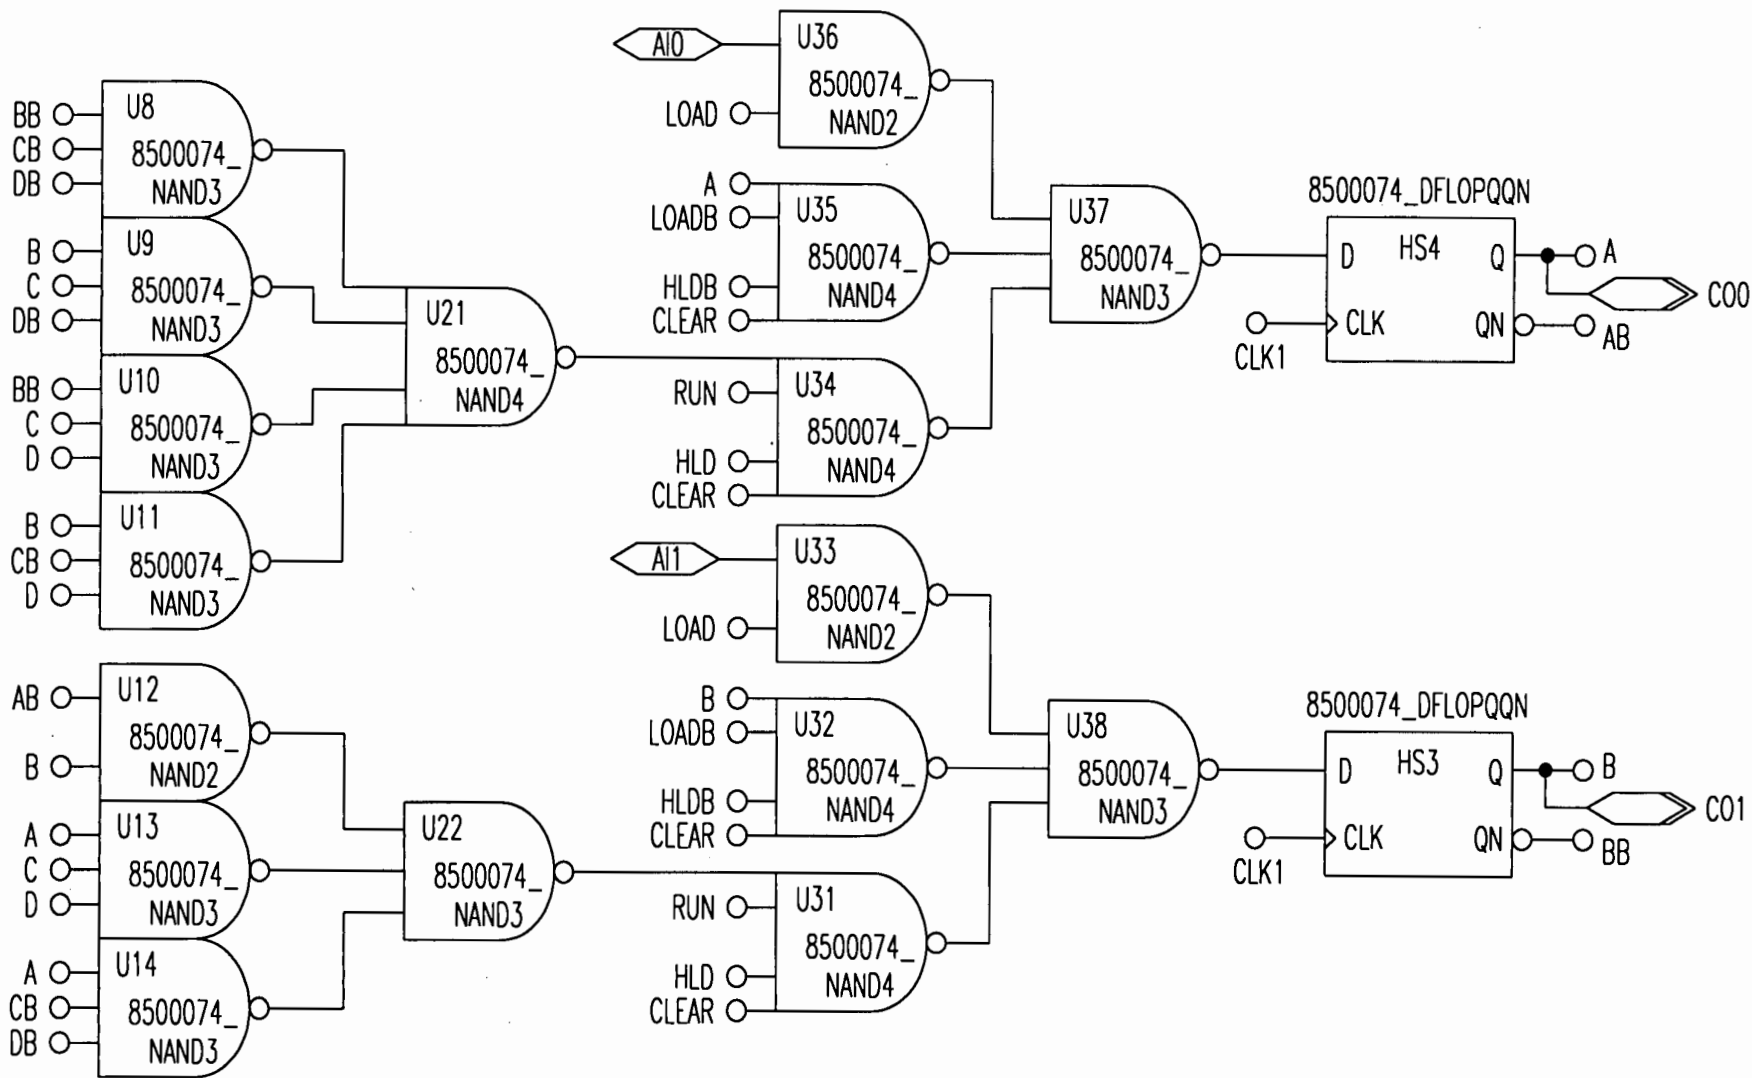 BB
CB
DB
U8
8500074_
NAND3
B
C
DB
U9
8500074_
NAND3
BB
C
D
U10
8500074_
NAND3
B
CB
D
U11
8500074_
NAND3
U21
8500074_
NAND4
AB
B
U12
8500074_
NAND2
A
C
D
U13
8500074_
NAND3
A
CB
DB
U14
8500074_
NAND3
U22
8500074_
NAND3
AI0
LOAD
U36
8500074_
NAND2
A
LOADB
HLDB
CLEAR
U35
8500074_
NAND4
RUN
HLD
CLEAR
U34
8500074_
NAND4
U37
8500074_
NAND3
8500074_DFLOPQQN
HS4
D
Q
CLK
QN
CLK1
A
CO0
AB
AI1
LOAD
U33
8500074_
NAND2
B
LOADB
HLDB
CLEAR
U32
8500074_
NAND4
RUN
HLD
CLEAR
U31
8500074_
NAND4
U38
8500074_
NAND3
8500074_DFLOPQQN
HS3
D
Q
CLK
QN
CLK1
B
CO1
BB